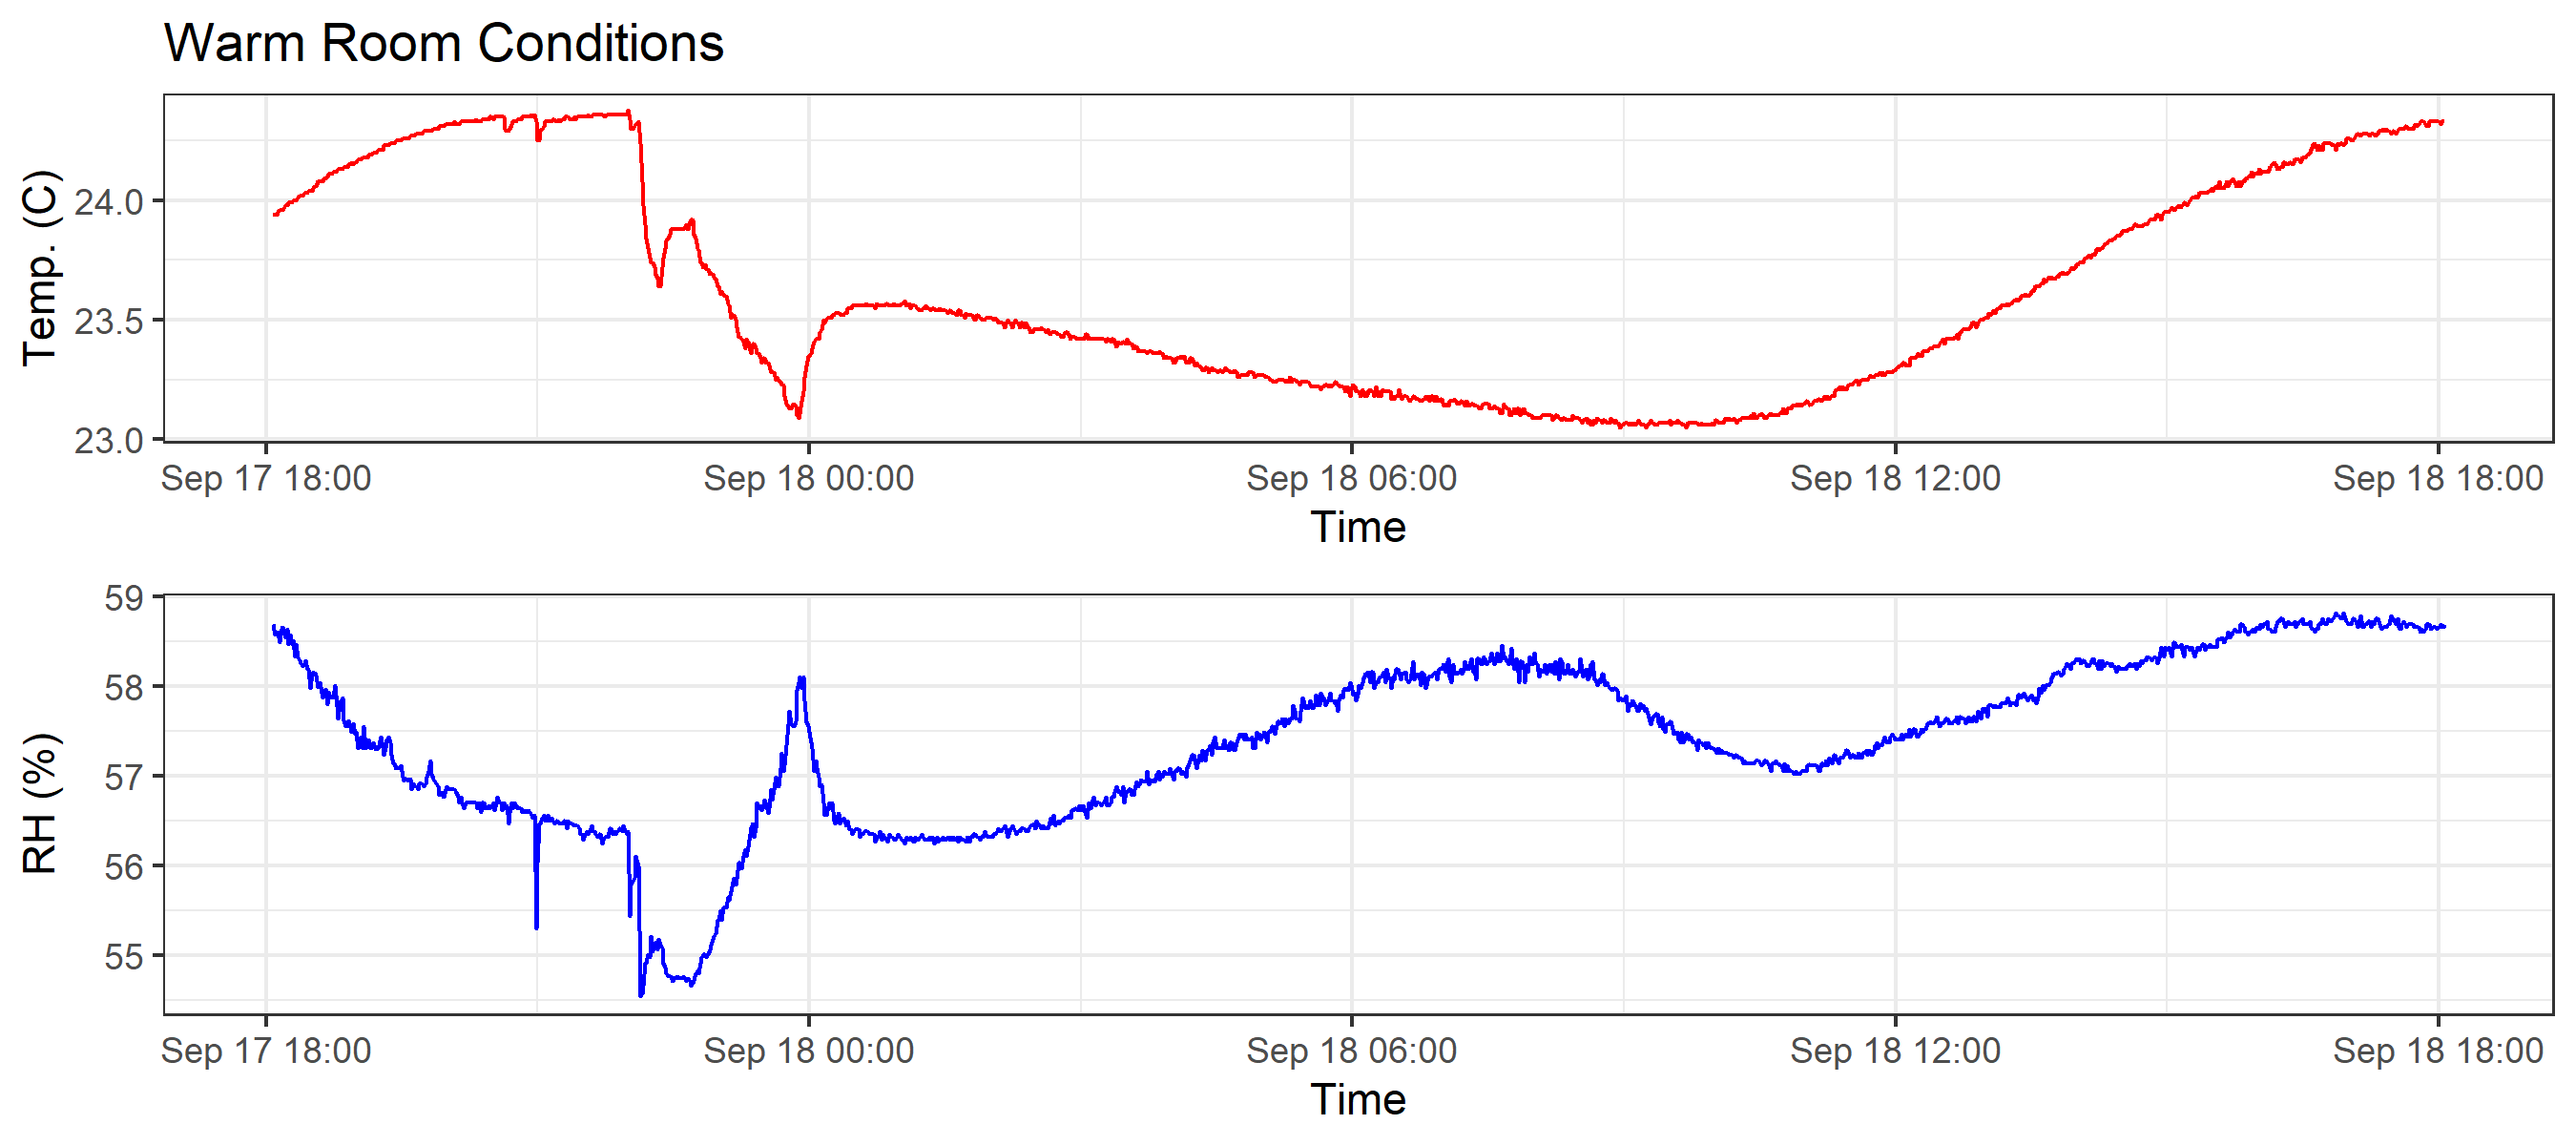 Warm Room Conditions
Temp. (C)
24.0
23.5
23.0
Sep 17 18:00 Sep 18 00:00 Sep 18 06:00 Sep 18 12:00 Sep 18 18:00
Time
RH (%)
59
58
57
56
55
Sep 17 18:00 Sep 18 00:00 Sep 18 06:00 Sep 18 12:00 Sep 18 18:00
Time